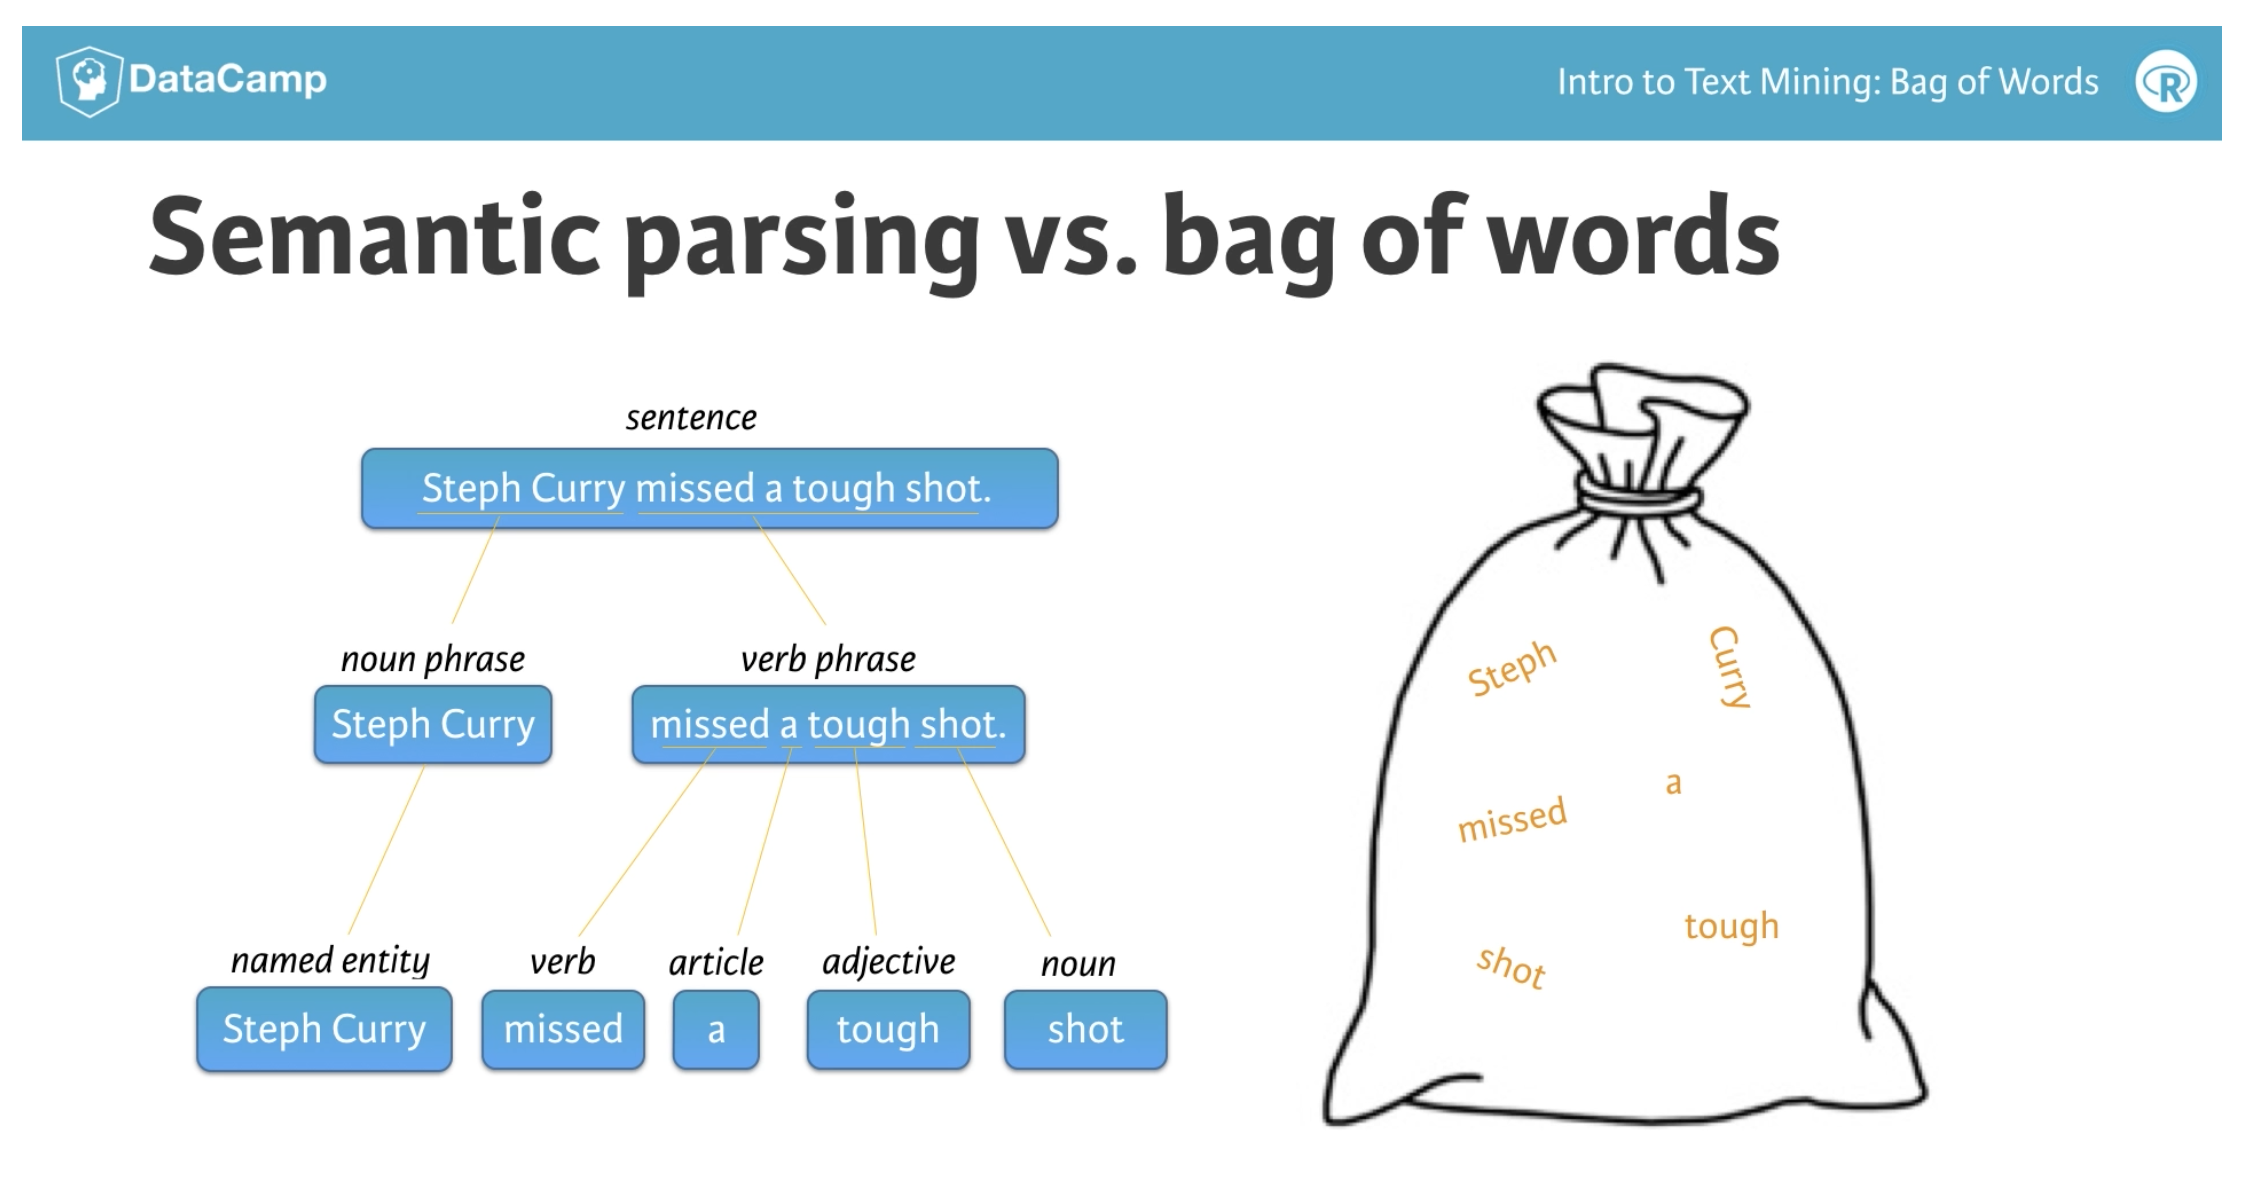 DataCamp
Intro to Text Mining: Bag of Words
R
Semantic parsing vs. bag of words
sentence
Steph Curry missed a tough shot.
noun phrase
verb phrase
Steph Curry
missed a tough shot.
named entity
verb
article
adjective
noun
Steph Curry
missed
a
tough
shot
Steph
Curry
a
missed
tough
shot